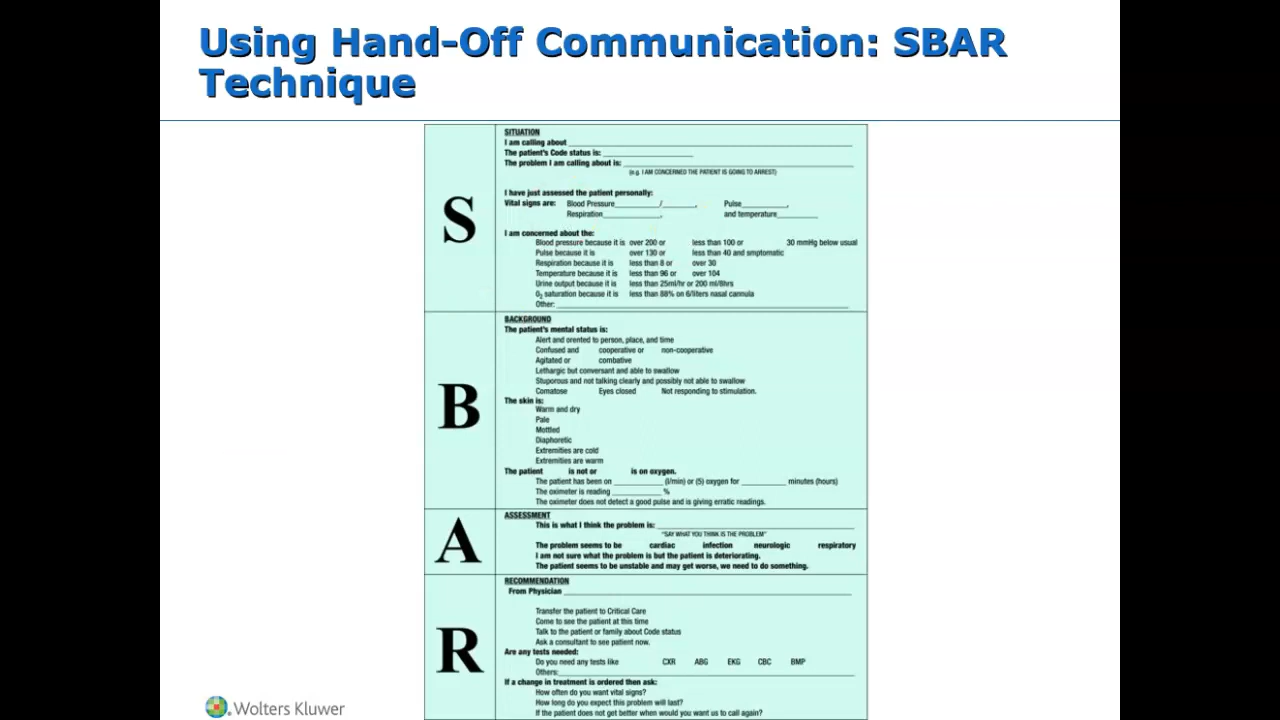 Using Hand-Off Communication: SBAR
Technique
S
SITUATION
I am calling about ____
The patient's Code status is: ____
The problem I am calling about is: ____
(e.g. I AM CONCERNED THE PATIENT IS GOING TO ARREST)
I have just assessed the patient personally:
Vital signs are: Blood Pressure____/____, Pulse____,
Respiration____, and temperature____
I am concerned about the:
Blood pressure because it is over 200 or less than 100 or 30 mmHg below usual
Pulse because it is over 130 or less than 40 and smptomatic
Respiration because it is less than 8 or over 30
Temperature because it is less than 96 or over 104
Urine output because it is less than 25ml/hr or 200 ml/8hrs
O₂ saturation because it is less than 88% on 6/liters nasal cannula
Other: ____
B
BACKGROUND
The patient's mental status is:
Alert and orented to person, place, and time
Confused and cooperative or non-cooperative
Agitated or combative
Lethargic but conversant and able to swallow
Stuporous and not talking clearly and possibly not able to swallow
Comatose Eyes closed Not responding to stimulation.
The skin is:
Warm and dry
Pale
Mottled
Diaphoretic
Extremities are cold
Extremities are warm
The patient is not or is on oxygen.
The patient has been on ____ (l/min) or (5) oxygen for ____ minutes (hours)
The oximeter is reading ____ %
The oximeter does not detect a good pulse and is giving erratic readings.
A
ASSESSMENT
This is what I think the problem is: ____
"SAY WHAT YOU THINK IS THE PROBLEM"
The problem seems to be cardiac infection neurologic respiratory
I am not sure what the problem is but the patient is deteriorating.
The patient seems to be unstable and may get worse, we need to do something.
R
RECOMMENDATION
From Physician ____
Transfer the patient to Critical Care
Come to see the patient at this time
Talk to the patient or family about Code status
Ask a consultant to see patient now.
Are any tests needed:
Do you need any tests like CXR ABG EKG CBC BMP
Others:____
If a change in treatment is ordered then ask:
How often do you want vital signs?
How long do you expect this problem will last?
If the patient does not get better when would you want us to call again?
Wolters Kluwer